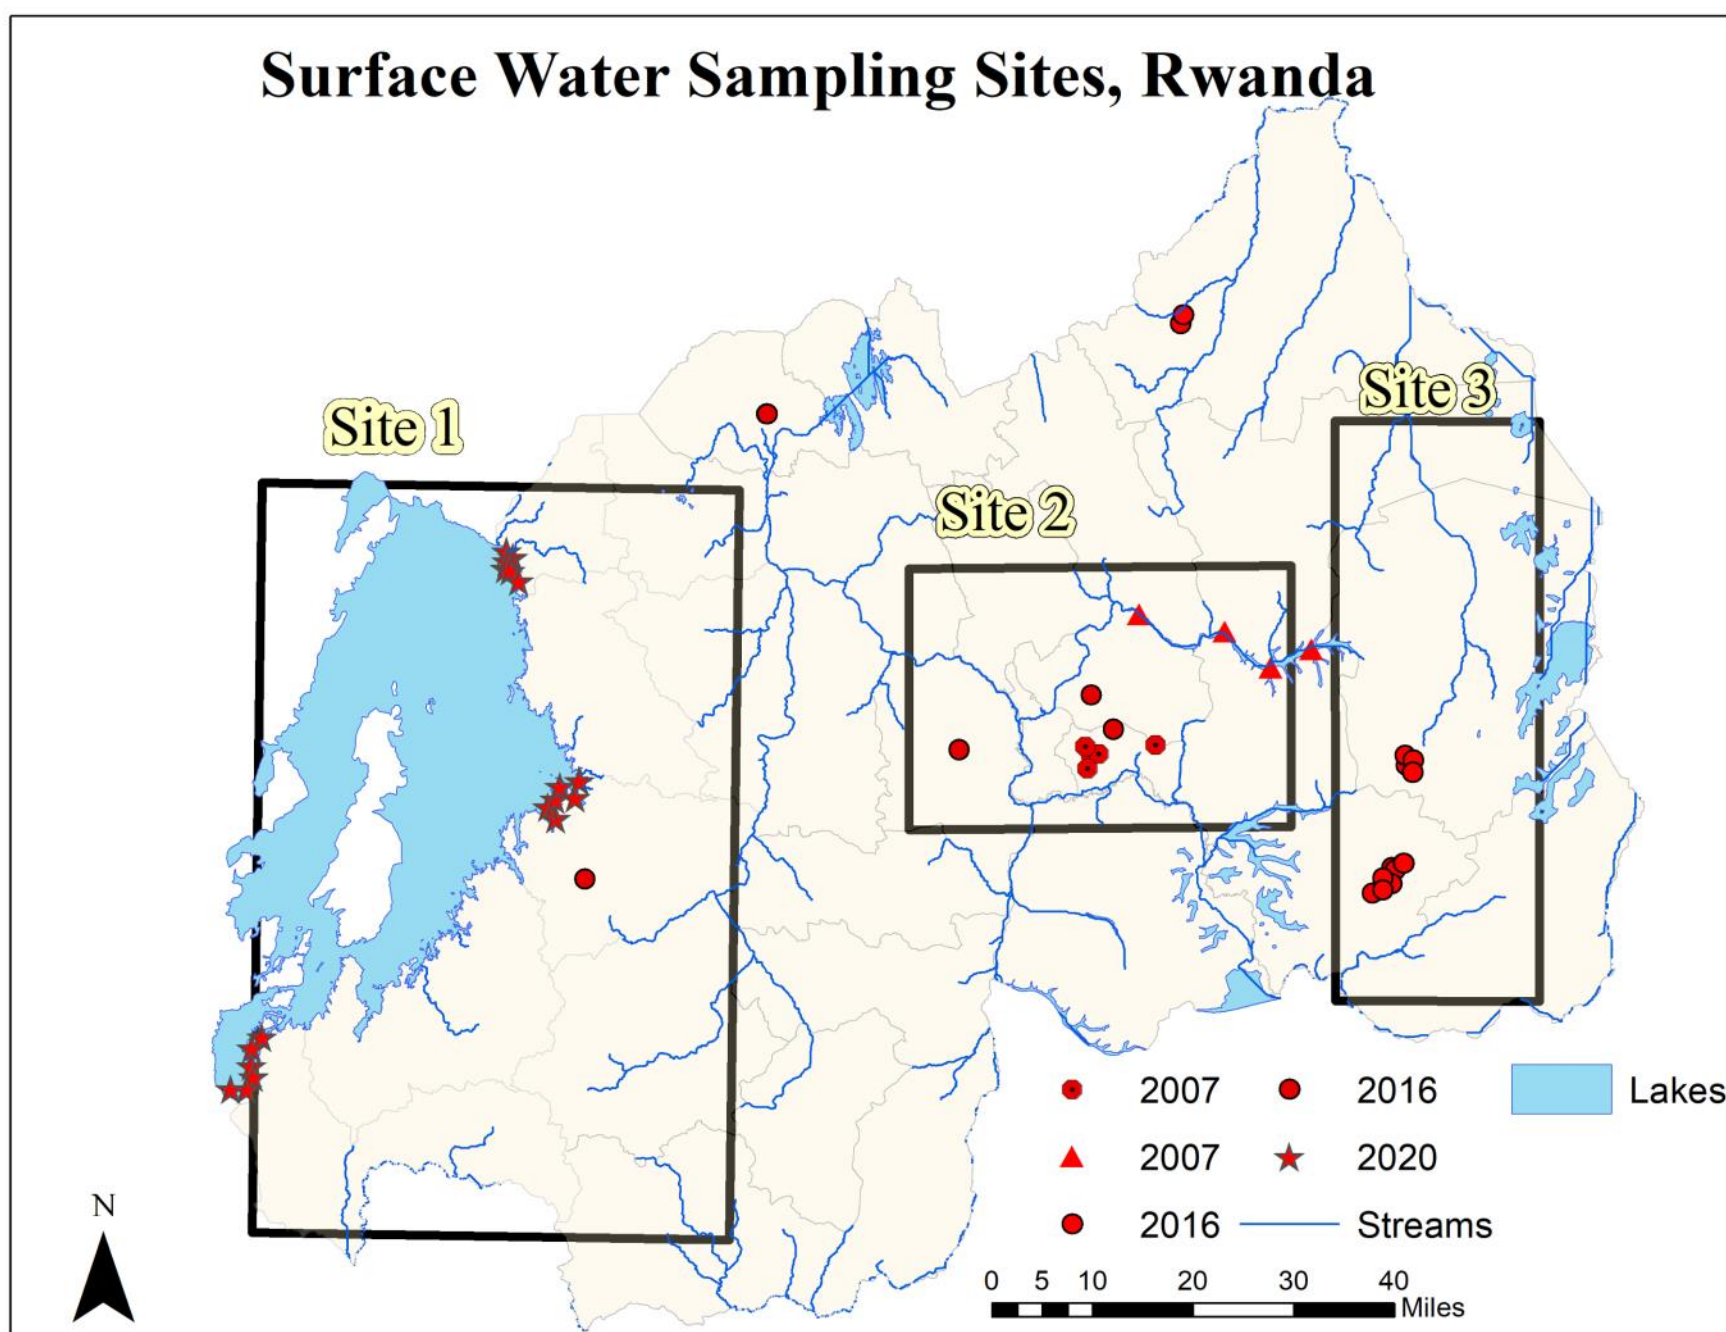 Surface Water Sampling Sites, Rwanda
Site 3
Site 1
Site 2
2007 2016 Lakes
2007 2020
2016 Streams
N
0 5 10 20 30 40
Miles